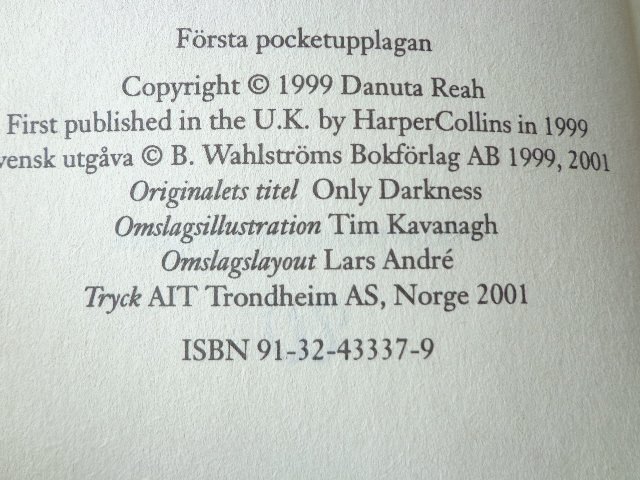 Första pocketupplagan
Copyright © 1999 Danuta Reah
First published in the U.K. by HarperCollins in 1999
vensk utgåva © B. Wahlströms Bokförlag AB 1999, 2001
Originalets titel Only Darkness
Omslagsillustration Tim Kavanagh
Omslagslayout Lars André
Tryck AIT Trondheim AS, Norge 2001
ISBN 91-32-43337-9